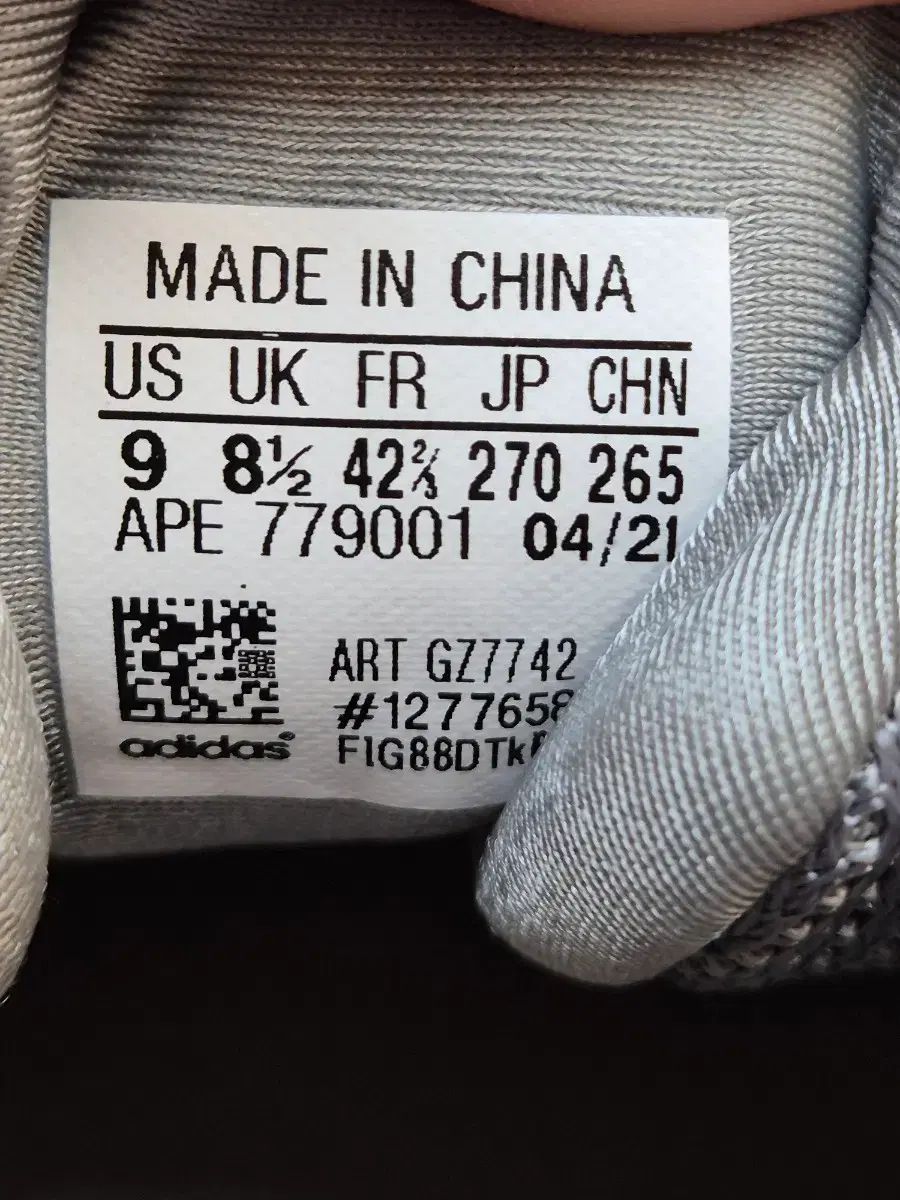 MADE IN CHINA
US UK FR JP CHN
9 8½ 42⅔ 270 265
APE 779001 04/21
ART GZ7742
#1277658
adidas®